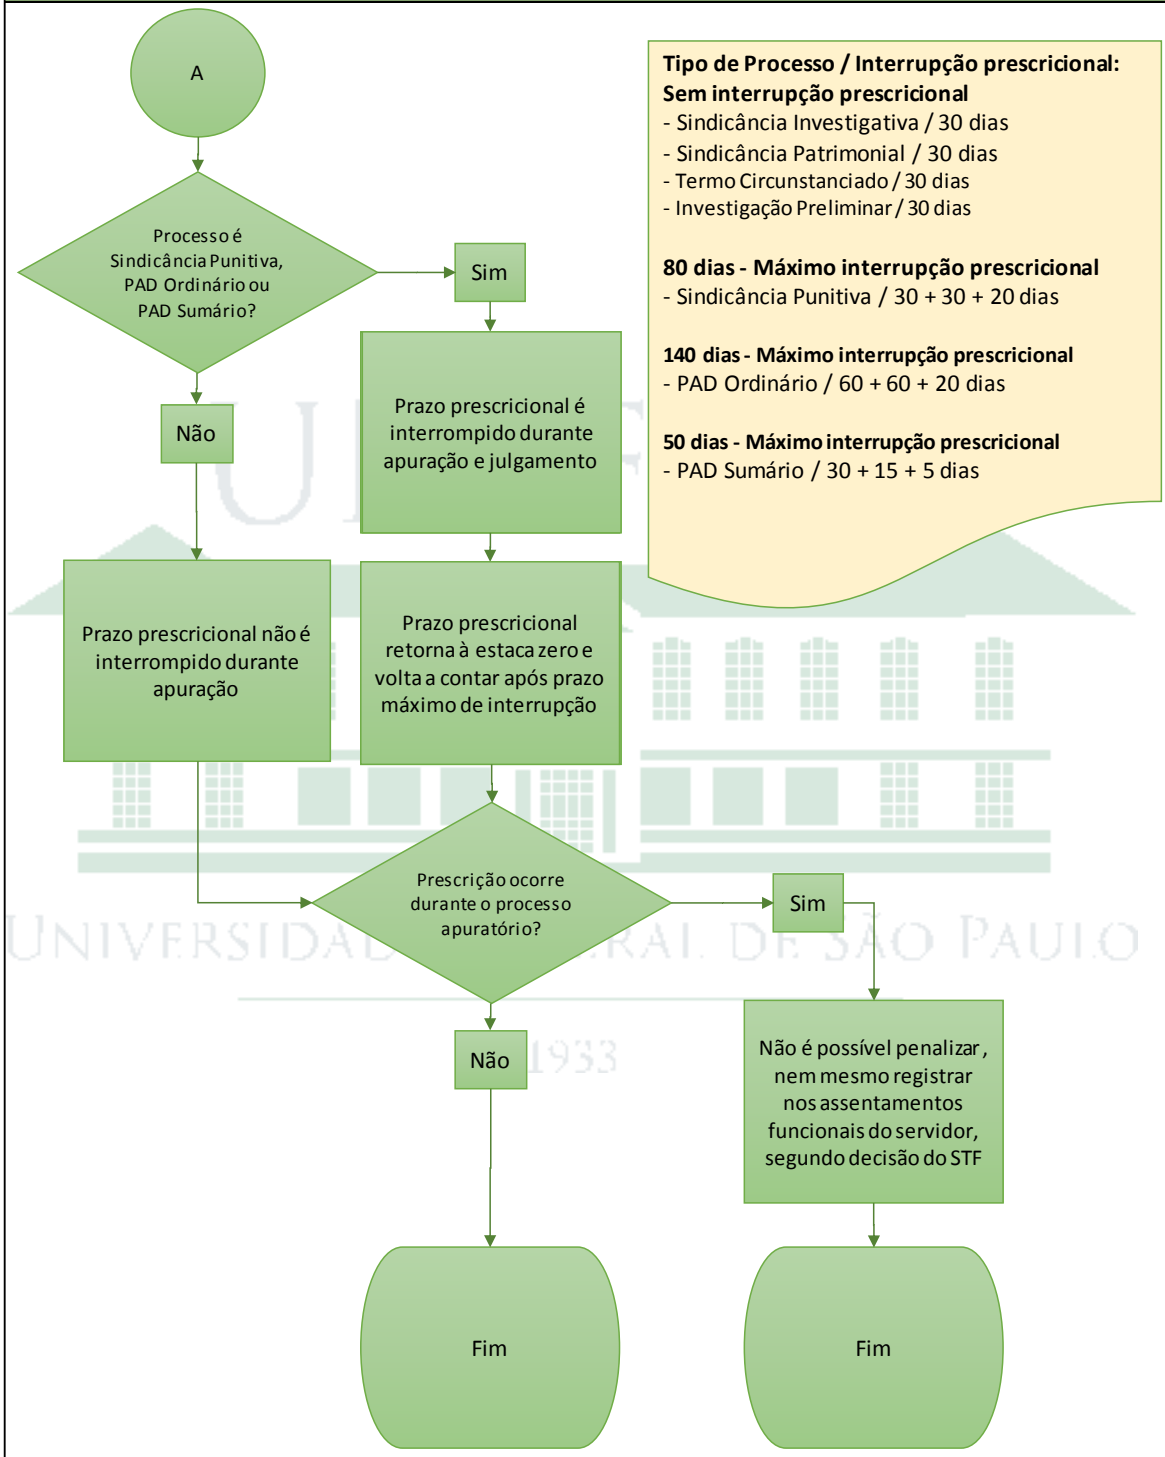 A
Tipo de Processo / Interrupção prescricional:
Sem interrupção prescricional
- Sindicância Investigativa / 30 dias
- Sindicância Patrimonial / 30 dias
- Termo Circunstanciado / 30 dias
- Investigação Preliminar / 30 dias
80 dias - Máximo interrupção prescricional
- Sindicância Punitiva / 30 + 30 + 20 dias
140 dias - Máximo interrupção prescricional
- PAD Ordinário / 60 + 60 + 20 dias
50 dias - Máximo interrupção prescricional
- PAD Sumário / 30 + 15 + 5 dias
Processo é
Sindicância Punitiva,
PAD Ordinário ou
PAD Sumário?
Sim
Não
Prazo prescricional é
interrompido durante
apuração e julgamento
Prazo prescricional não é
interrompido durante
apuração
Prazo prescricional
retorna à estaca zero e
volta a contar após prazo
máximo de interrupção
Prescrição ocorre
durante o processo
apuratório?
Sim
Não
Não é possível penalizar,
nem mesmo registrar
nos assentamentos
funcionais do servidor,
segundo decisão do STF
Fim
Fim
SÃO PAULO
1933